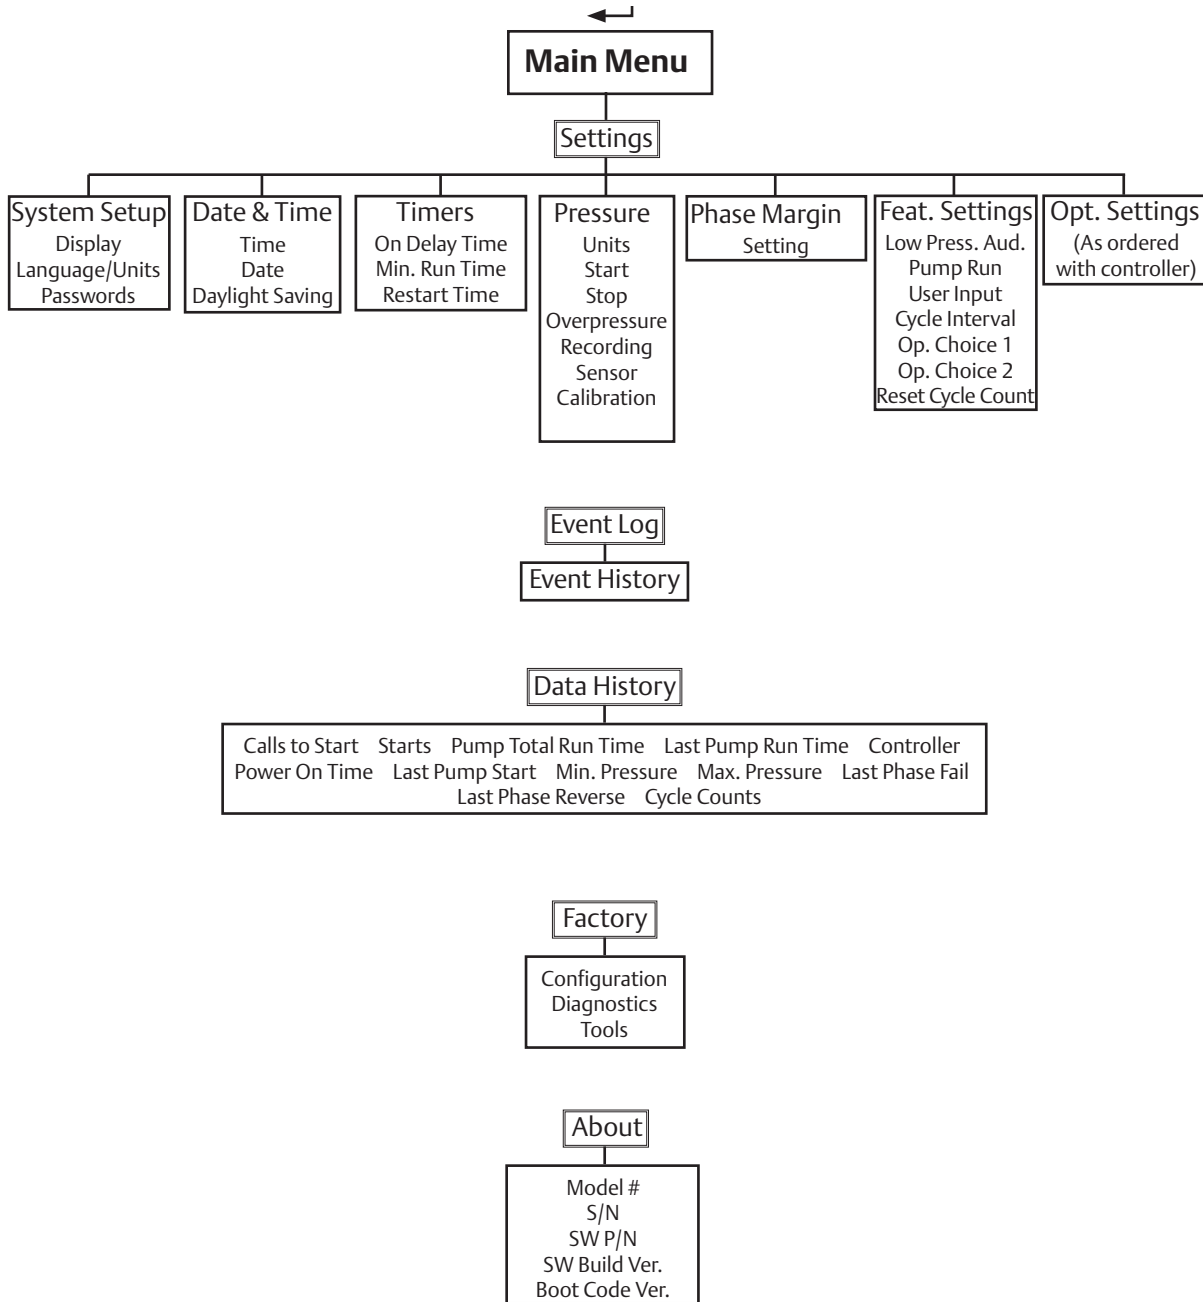 Main Menu
Settings
System Setup
Display
Language/Units
Passwords
Date & Time
Time
Date
Daylight Saving
Timers
On Delay Time
Min. Run Time
Restart Time
Pressure
Units
Start
Stop
Overpressure
Recording
Sensor
Calibration
Phase Margin
Setting
Feat. Settings
Low Press. Aud.
Pump Run
User Input
Cycle Interval
Op. Choice 1
Op. Choice 2
Reset Cycle Count
Opt. Settings
(As ordered
with controller)
Event Log
Event History
Data History
Calls to Start Starts Pump Total Run Time Last Pump Run Time Controller
Power On Time Last Pump Start Min. Pressure Max. Pressure Last Phase Fail
Last Phase Reverse Cycle Counts
Factory
Configuration
Diagnostics
Tools
About
Model #
S/N
SW P/N
SW Build Ver.
Boot Code Ver.